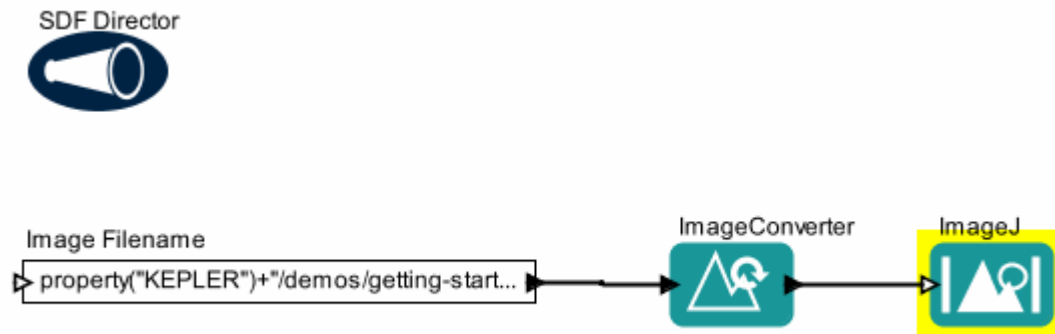 SDF Director
Image Filename
property("KEPLER")+"/demos/getting-start...
ImageConverter
ImageJ